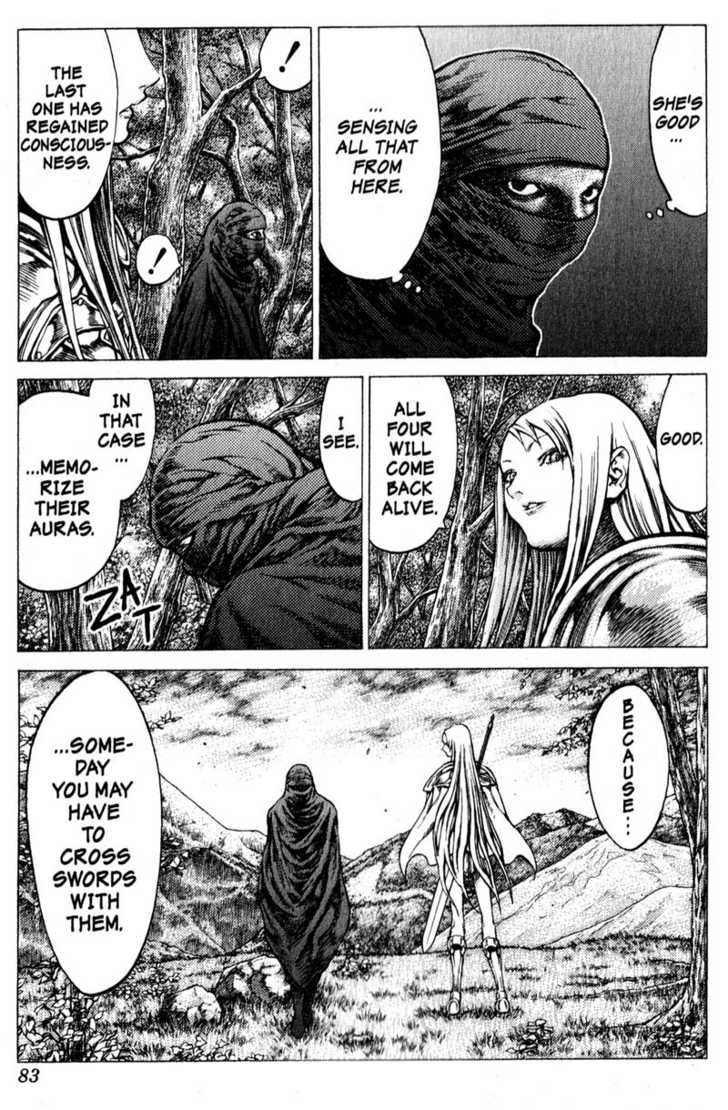 SHE'S
GOOD
...
...
SENSING
ALL THAT
FROM
HERE.
!
THE
LAST
ONE HAS
REGAINED
CONSCIOUS-
NESS.
!
GOOD.
ALL
FOUR
WILL
COME
BACK
ALIVE.
I
SEE.
IN
THAT
CASE
...
...MEMO-
RIZE
THEIR
AURAS.
ZAT
BECAUSE...
...SOME-
DAY
YOU MAY
HAVE
TO
CROSS
SWORDS
WITH
THEM.
83